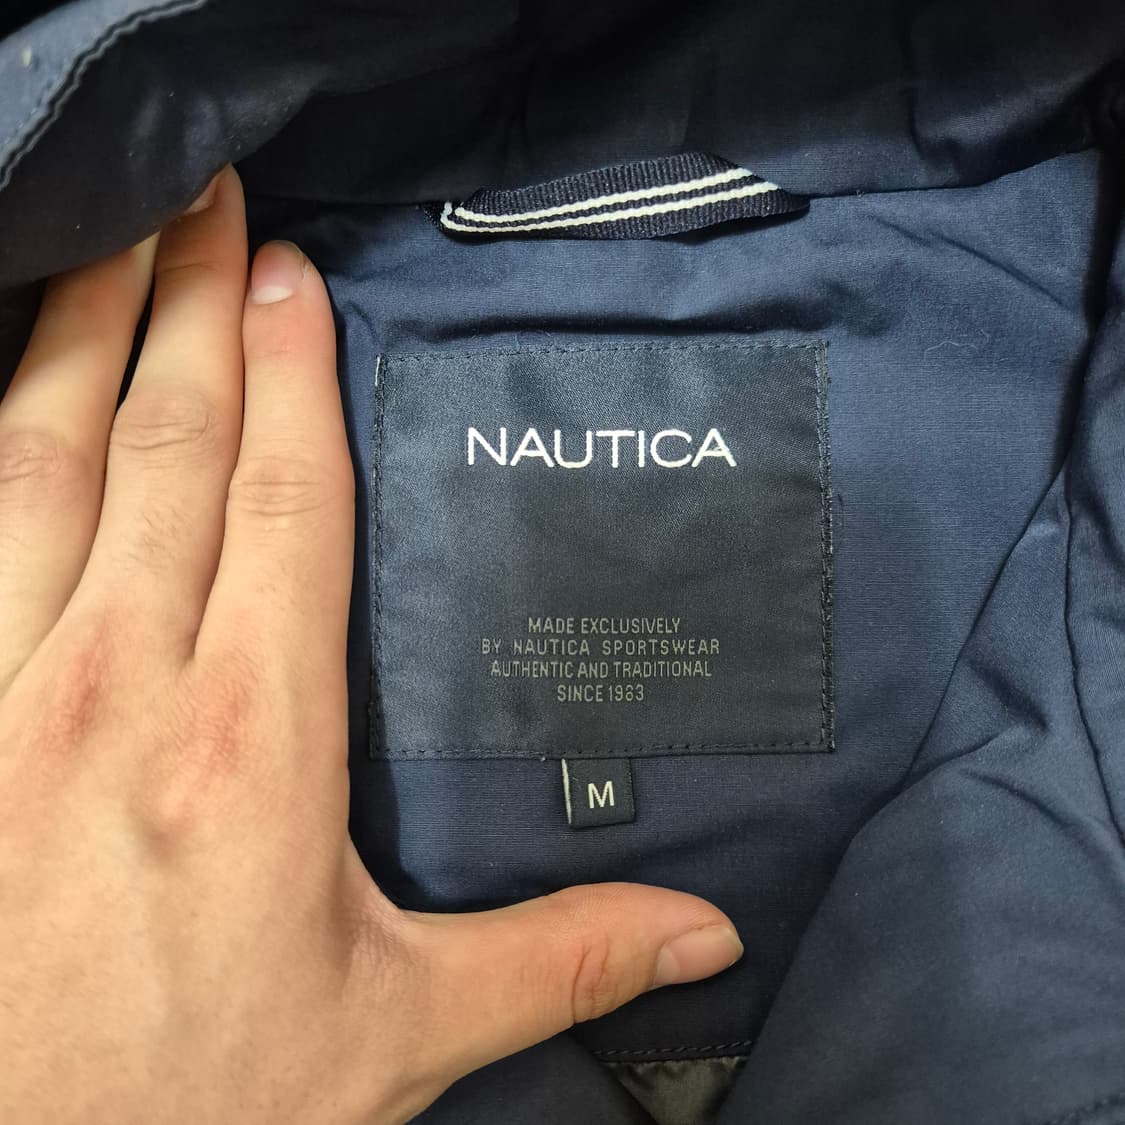 NAUTICA
MADE EXCLUSIVELY
BY NAUTICA SPORTSWEAR
AUTHENTIC AND TRADITIONAL
SINCE 1983
M